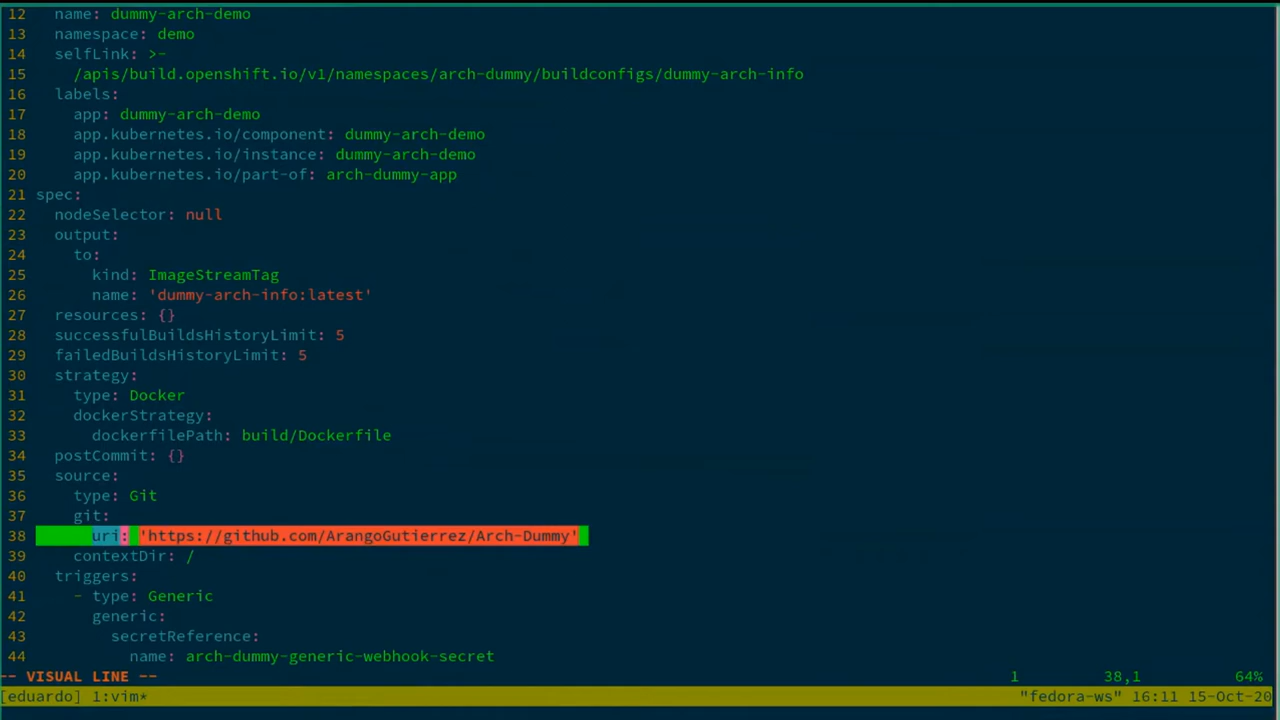 12   name: dummy-arch-demo
13   namespace: demo
14   selfLink: >-
15     /apis/build.openshift.io/v1/namespaces/arch-dummy/buildconfigs/dummy-arch-info
16   labels:
17     app: dummy-arch-demo
18     app.kubernetes.io/component: dummy-arch-demo
19     app.kubernetes.io/instance: dummy-arch-demo
20     app.kubernetes.io/part-of: arch-dummy-app
21 spec:
22   nodeSelector: null
23   output:
24     to:
25       kind: ImageStreamTag
26       name: 'dummy-arch-info:latest'
27   resources: {}
28   successfulBuildsHistoryLimit: 5
29   failedBuildsHistoryLimit: 5
30   strategy:
31     type: Docker
32     dockerStrategy:
33       dockerfilePath: build/Dockerfile
34   postCommit: {}
35   source:
36     type: Git
37     git:
38       uri: 'https://github.com/ArangoGutierrez/Arch-Dummy'
39     contextDir: /
40   triggers:
41     - type: Generic
42       generic:
43         secretReference:
44           name: arch-dummy-generic-webhook-secret
-- VISUAL LINE -- 1 38,1 64%
[eduardo] 1:vim* "fedora-ws" 16:11 15-Oct-20